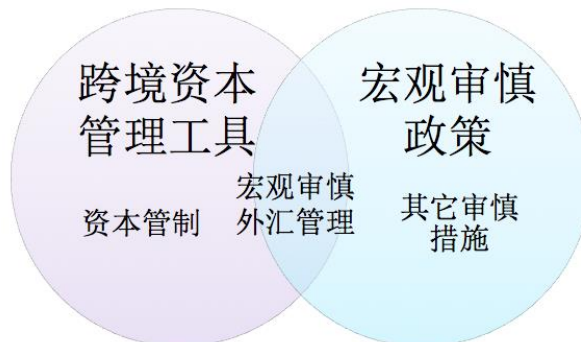 跨境资本
管理工具
宏观审慎
政策
资本管制
宏观审慎
外汇管理
其它审慎
措施